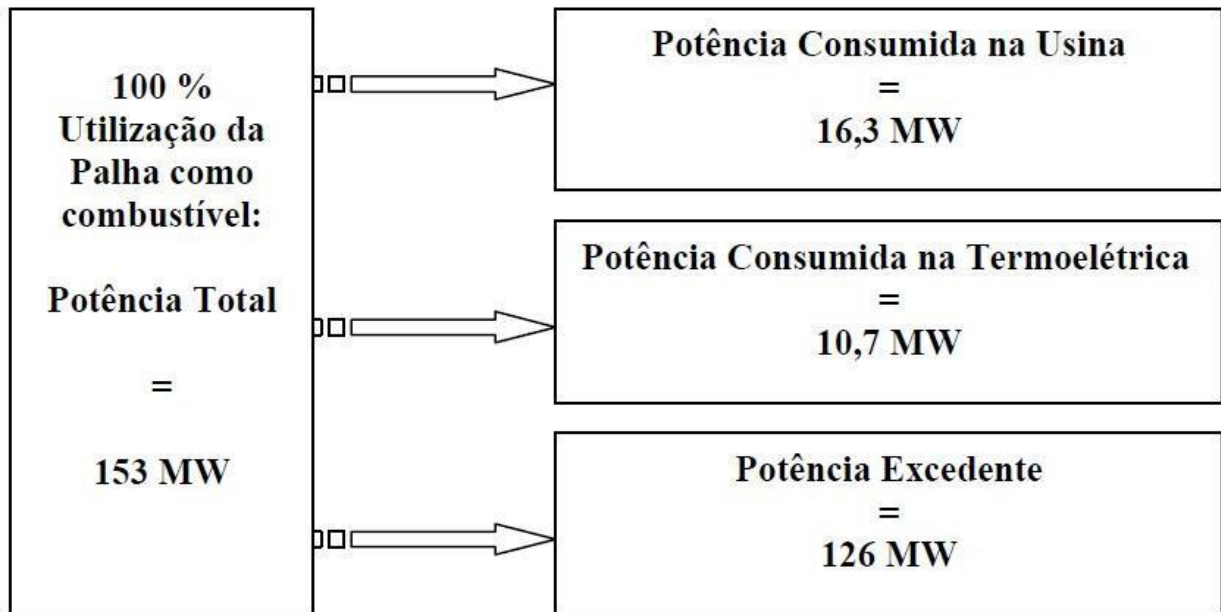 100 %
Utilização da
Palha como
combustível:
Potência Total
=
153 MW
Potência Consumida na Usina
=
16,3 MW
Potência Consumida na Termoelétrica
=
10,7 MW
Potência Excedente
=
126 MW